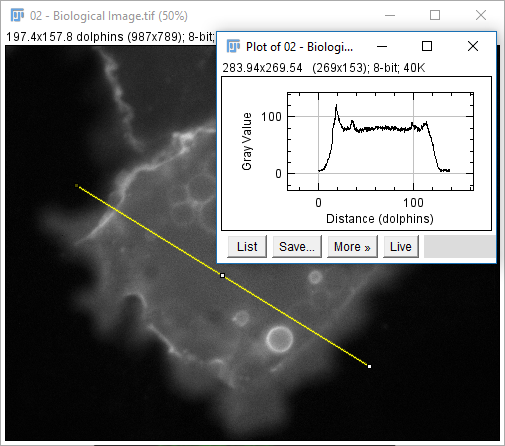 02 - Biological Image.tif (50%)
197.4x157.8 dolphins (987x789); 8-bit;
Plot of 02 - Biologi...
283.94x269.54 (269x153); 8-bit; 40K
Gray Value
100
0
0
100
Distance (dolphins)
List
Save...
More »
Live